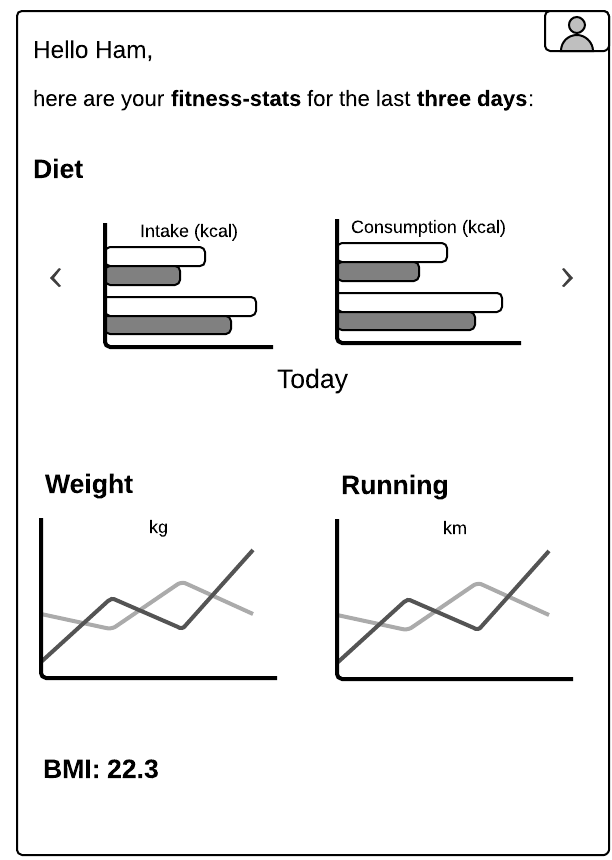 Hello Ham,
here are your fitness-stats for the last three days:
Diet
Intake (kcal)
Consumption (kcal)
Today
Weight
Running
kg
km
BMI: 22.3